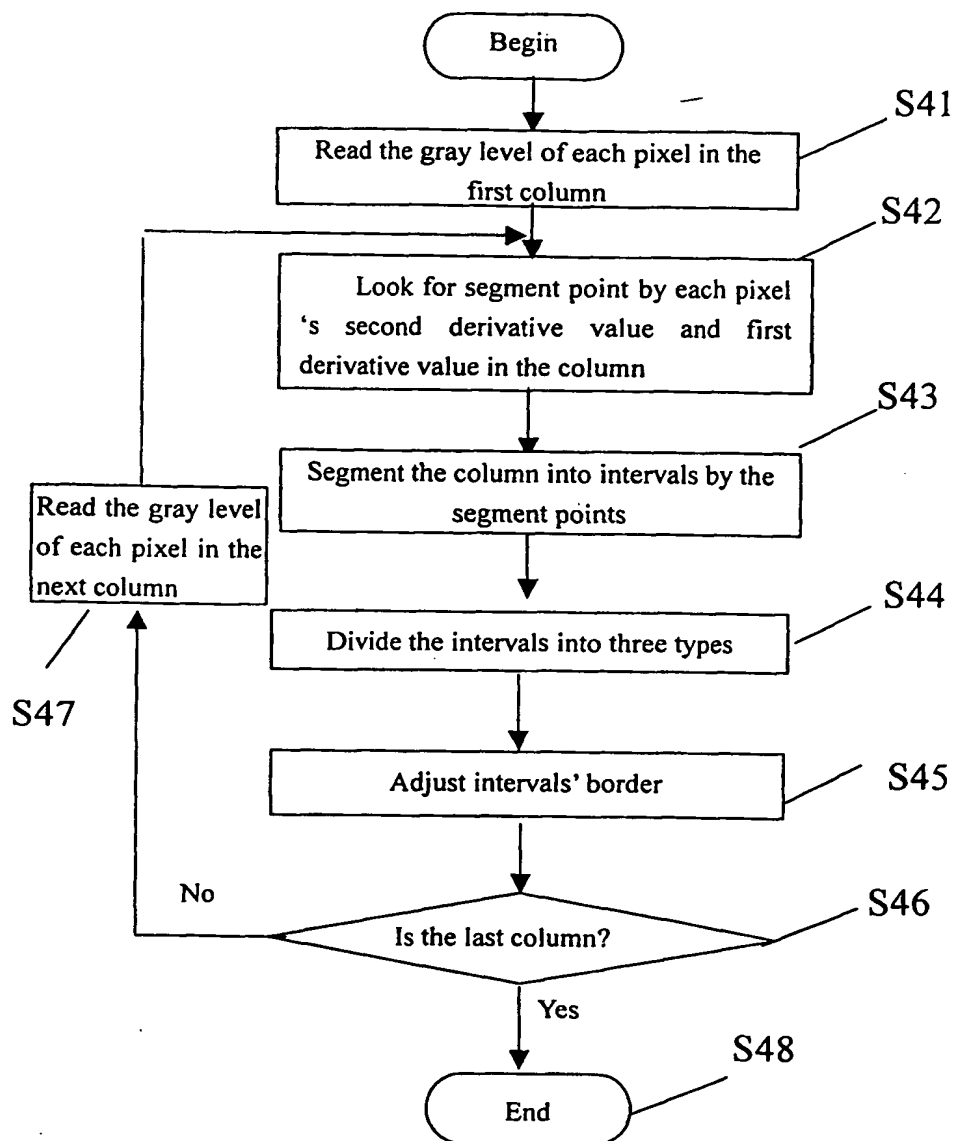 Begin
S41
Read the gray level of each pixel in the
first column
S42
Look for segment point by each pixel
‘s second derivative value and first
derivative value in the column
S43
Segment the column into intervals by the
segment points
Read the gray level
of each pixel in the
next column
S47
S44
Divide the intervals into three types
Adjust intervals’ border
S45
No
Is the last column?
S46
Yes
S48
End